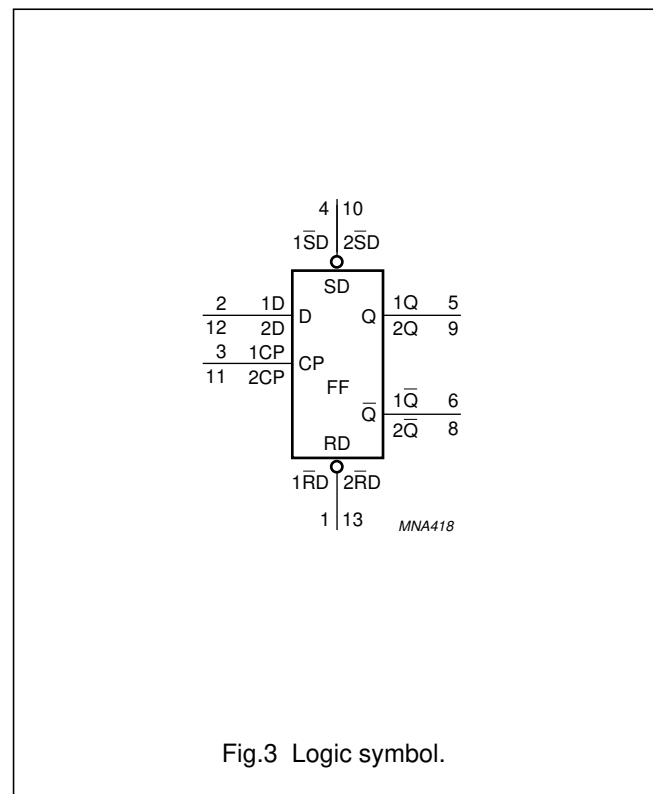 4 10
1S̅D 2S̅D
SD
2 1D D Q 1Q 5
12 2D 2Q 9
3 1CP CP
11 2CP
FF
Q̅ 1Q̅ 6
2Q̅ 8
RD
1R̅D 2R̅D
1 13
MNA418
Fig.3 Logic symbol.